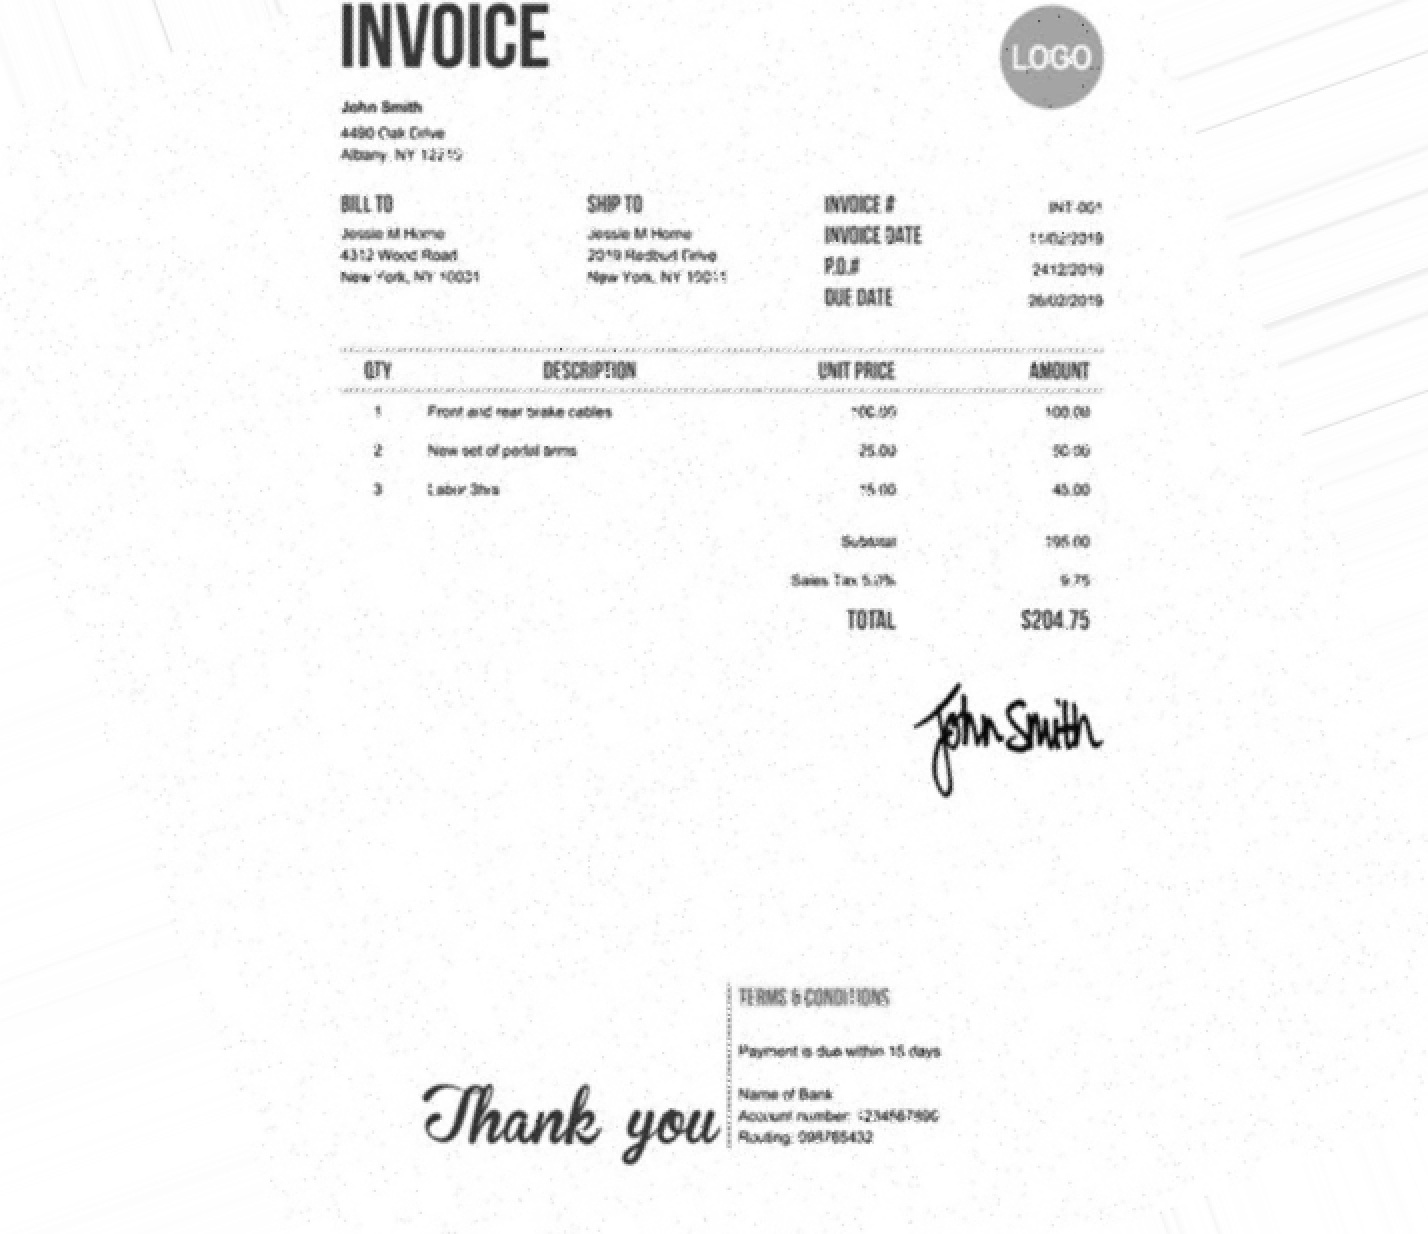 INVOICE
LOGO
John Smith
4490 Oak Drive
Albany, NY
BILL TO
Jessie M Horne
4312 Wood Road
New York, NY 10031
SHIP TO
Jessie M Horne
2019 Redbud Drive
New York, NY
INVOICE # INT-001
INVOICE DATE 11/02/2019
P.O.# 2412/2019
DUE DATE 26/02/2019
QTY DESCRIPTION UNIT PRICE AMOUNT
1 Front and rear brake cables 100.00 100.00
2 New set of pedal arms 25.00 50.00
3 Labor 3hrs 15.00 45.00
Subtotal 195.00
Sales Tax 5.0% 9.75
TOTAL $204.75
John Smith
TERMS & CONDITIONS
Payment is due within 15 days
Name of Bank
Account number: 1234567890
Routing: 098765432
Thank you